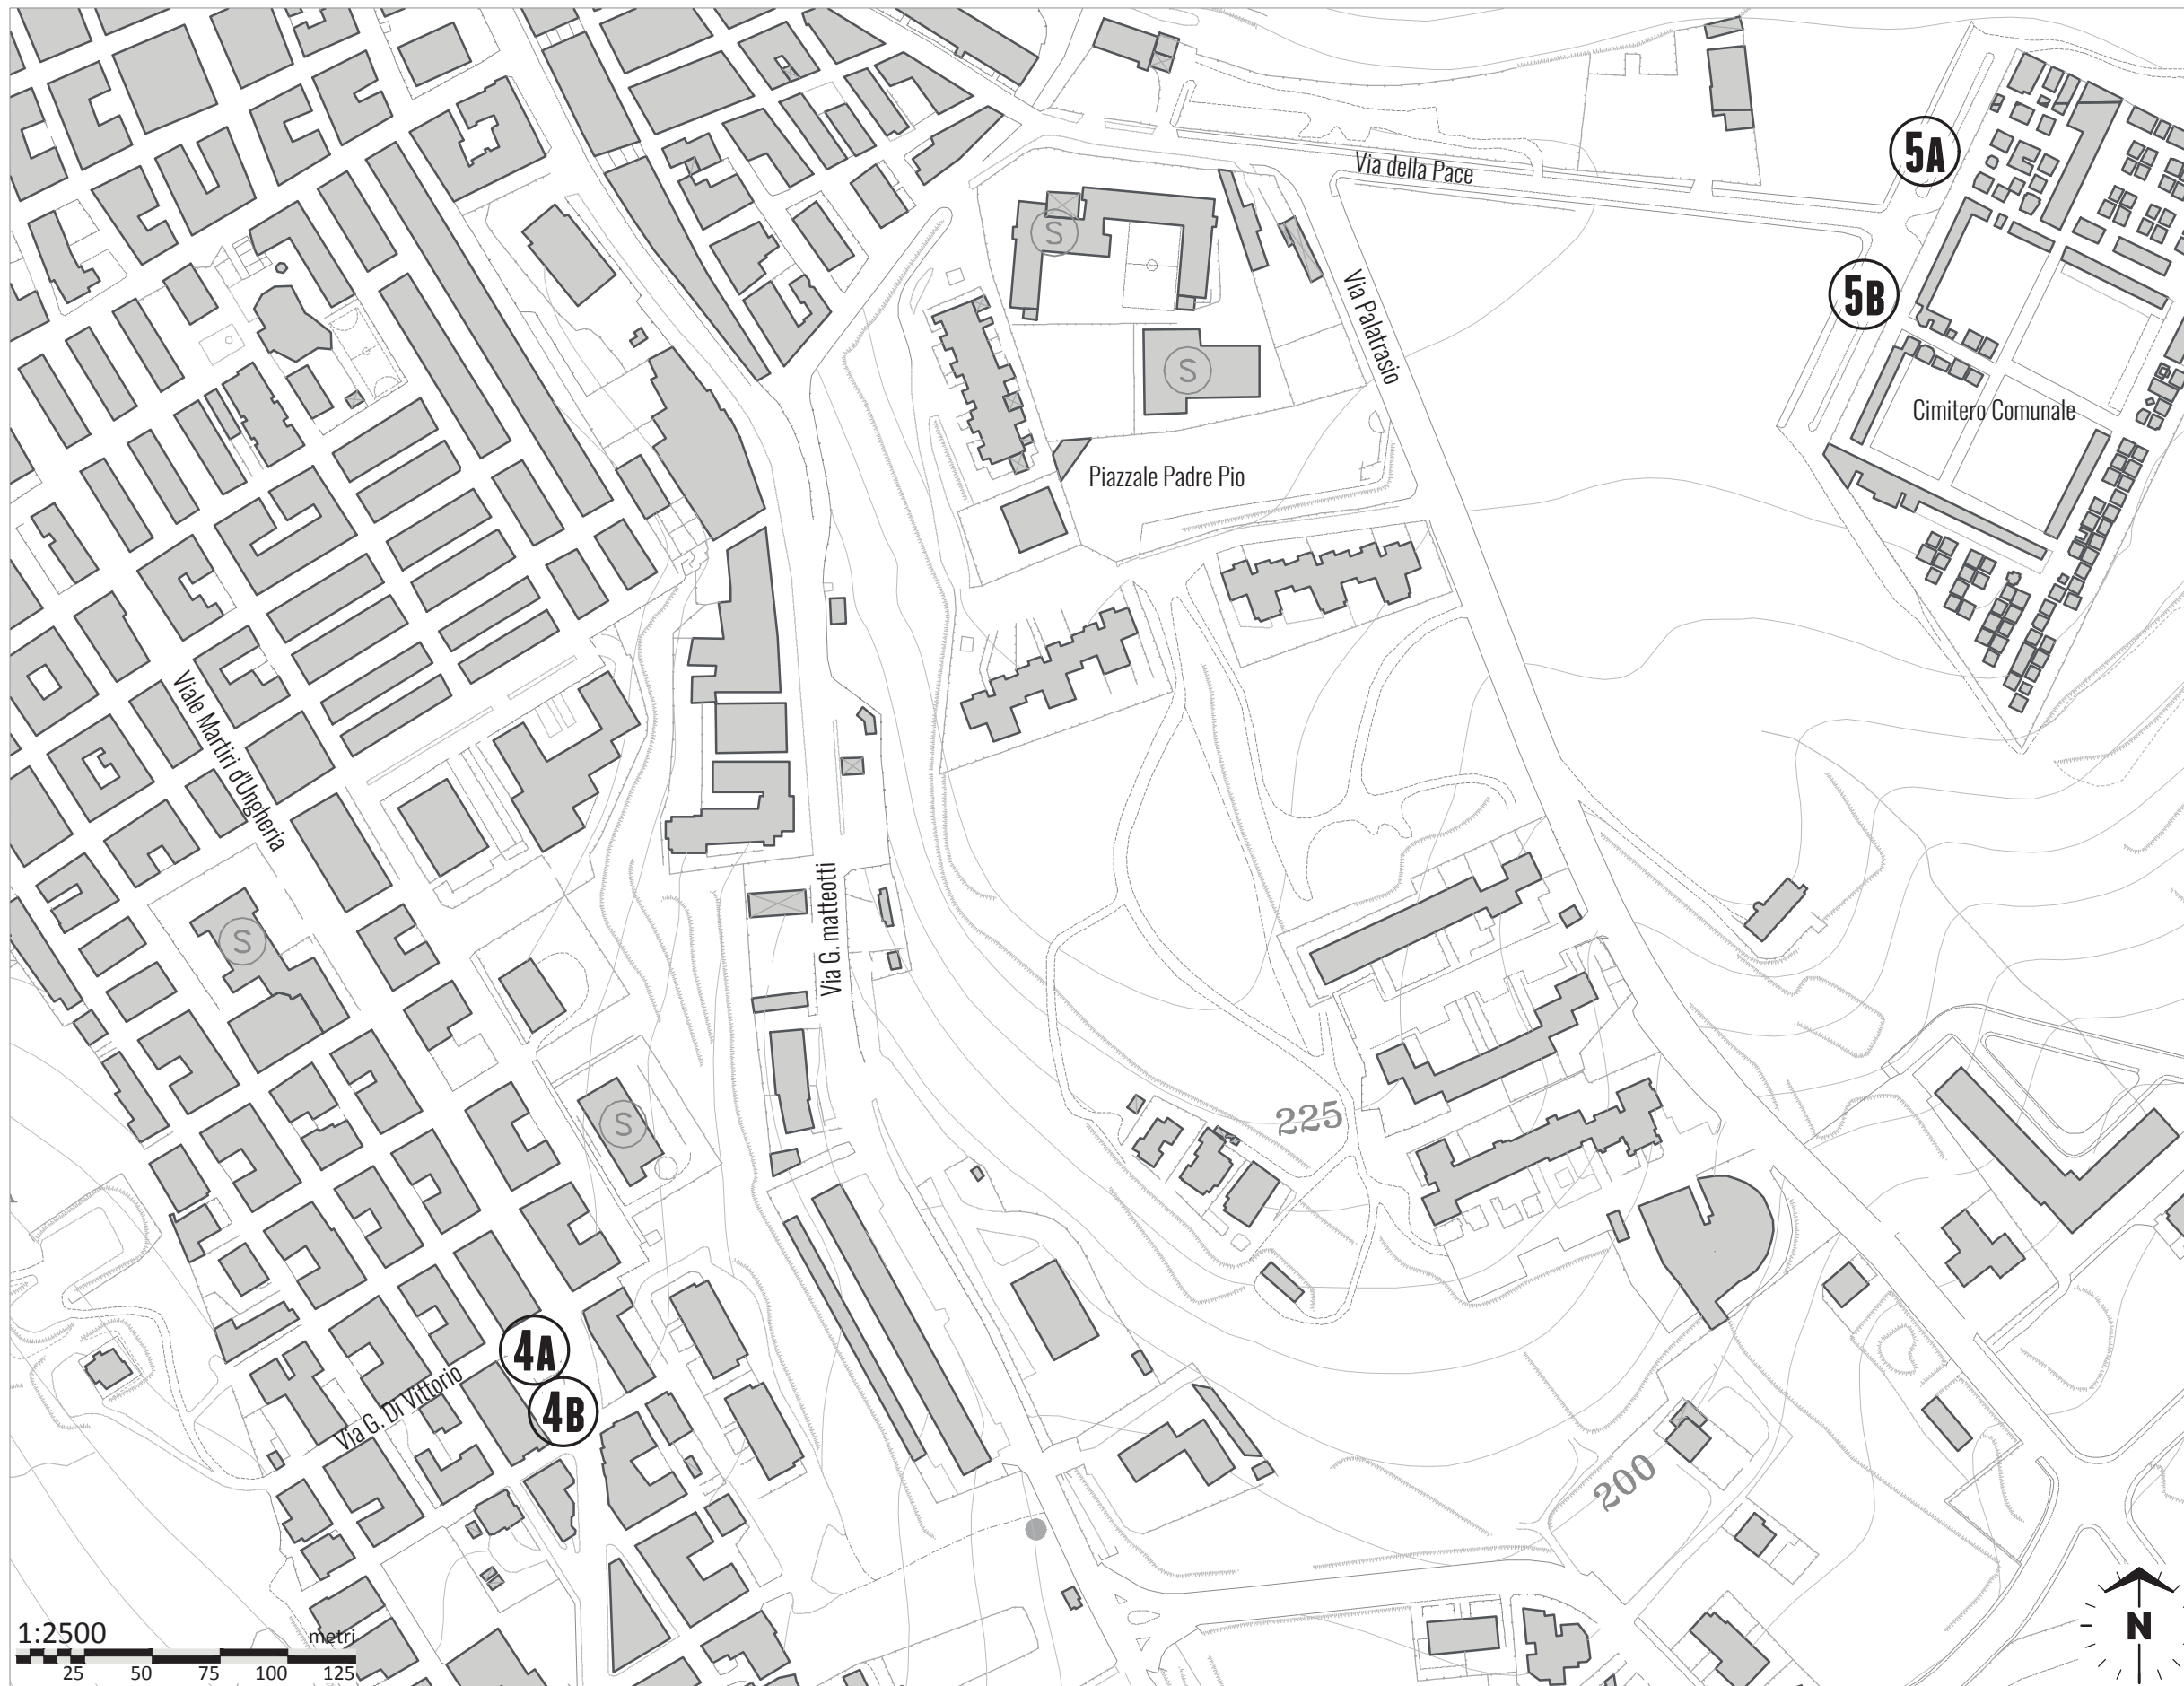 5A
Via della Pace
S
5B
Via Palatrasio
S
Cimitero Comunale
Piazzale Padre Pio
Viale Martiri d'Ungheria
Via G. matteotti
S
S
225
4A
4B
Via G. Di Vittorio
200
1:2500
metri
25 50 75 100 125
N